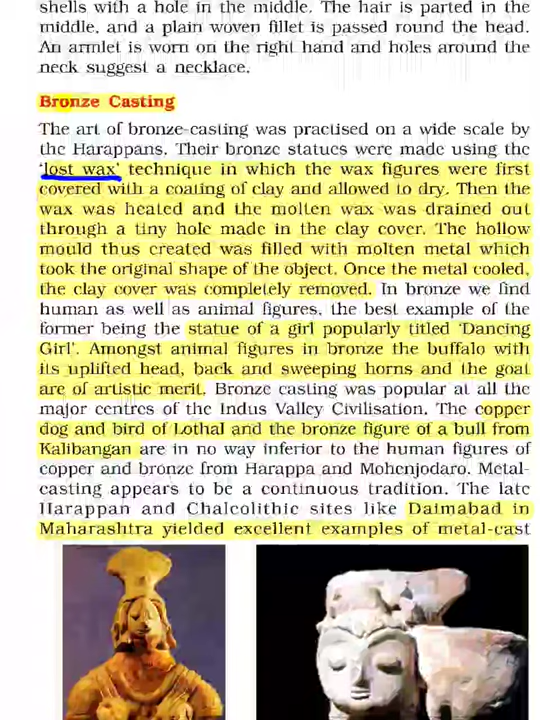 shells with a hole in the middle. The hair is parted in the
middle, and a plain woven fillet is passed round the head.
An armlet is worn on the right hand and holes around the
neck suggest a necklace.
Bronze Casting
The art of bronze-casting was practised on a wide scale by
the Harappans. Their bronze statues were made using the
'lost wax' technique in which the wax figures were first
covered with a coating of clay and allowed to dry. Then the
wax was heated and the molten wax was drained out
through a tiny hole made in the clay cover. The hollow
mould thus created was filled with molten metal which
took the original shape of the object. Once the metal cooled,
the clay cover was completely removed. In bronze we find
human as well as animal figures, the best example of the
former being the statue of a girl popularly titled 'Dancing
Girl'. Amongst animal figures in bronze the buffalo with
its uplifted head, back and sweeping horns and the goat
are of artistic merit. Bronze casting was popular at all the
major centres of the Indus Valley Civilisation. The copper
dog and bird of Lothal and the bronze figure of a bull from
Kalibangan are in no way inferior to the human figures of
copper and bronze from Harappa and Mohenjodaro. Metal-
casting appears to be a continuous tradition. The late
Harappan and Chalcolithic sites like Daimabad in
Maharashtra yielded excellent examples of metal-cast